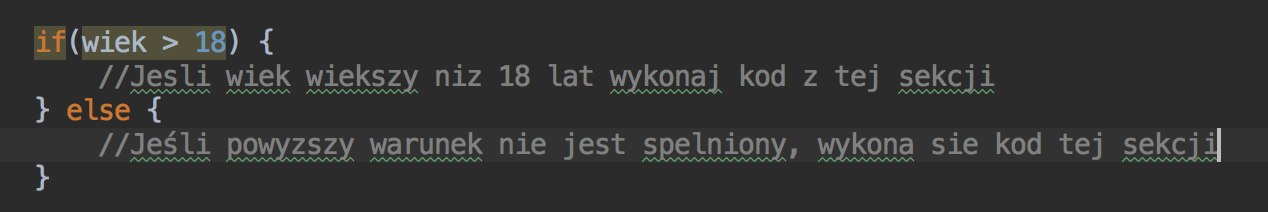 if(wiek > 18) {
//Jesli wiek wiekszy niz 18 lat wykonaj kod z tej sekcji
} else {
//Jeśli powyzszy warunek nie jest spelniony, wykona sie kod tej sekcji
}